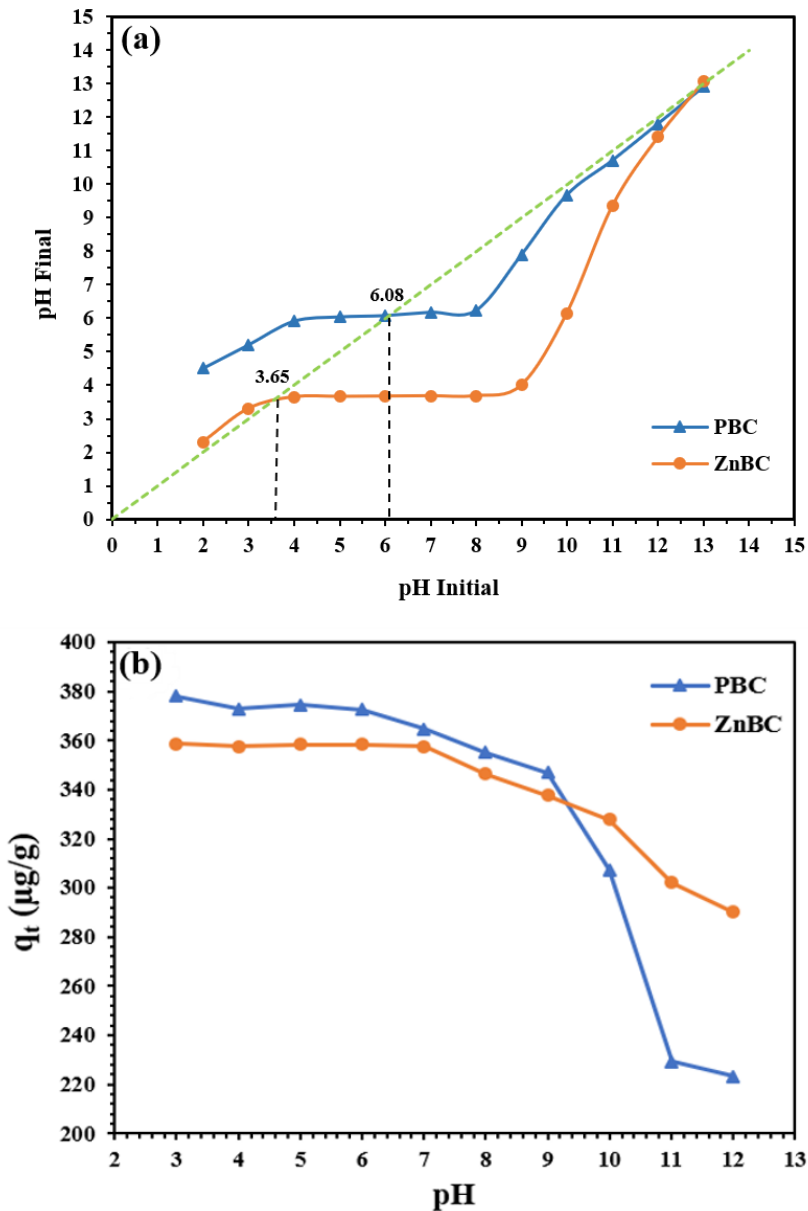 (a)
15
14
13
12
11
10
9
8
7
6
5
4
3
2
1
0
pH Final
6.08
3.65
PBC
ZnBC
0 1 2 3 4 5 6 7 8 9 10 11 12 13 14 15
pH Initial
(b)
400
380
360
340
320
300
280
260
240
220
200
qₜ (µg/g)
PBC
ZnBC
2 3 4 5 6 7 8 9 10 11 12 13
pH